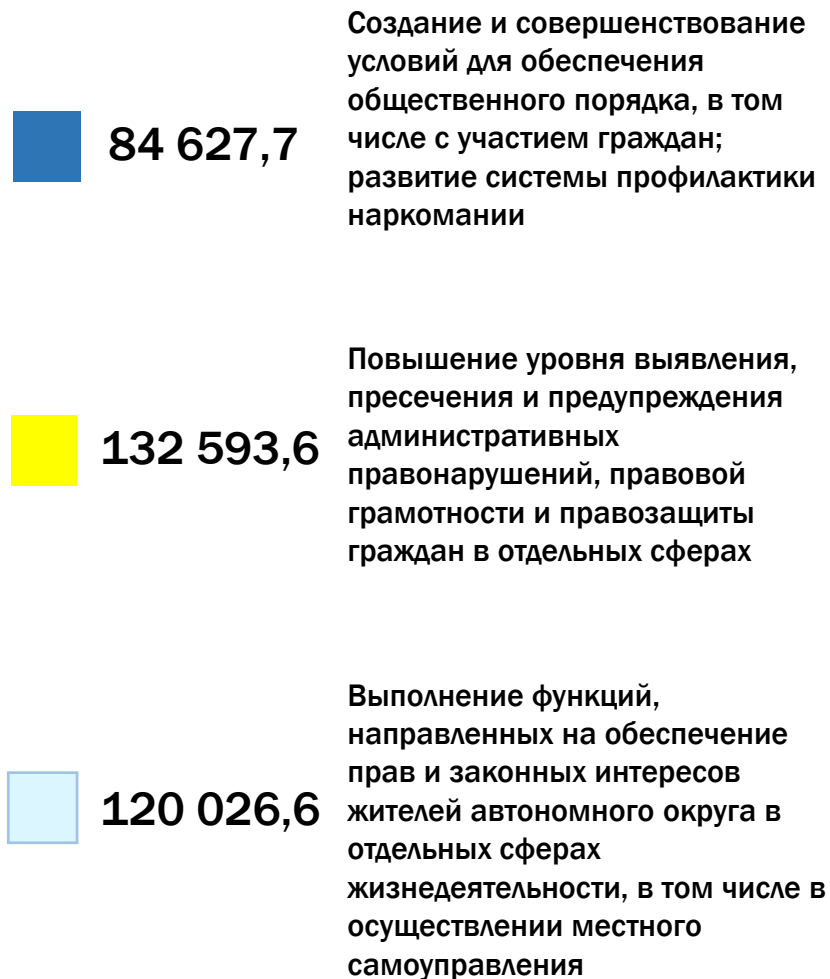 Создание и совершенствование
условий для обеспечения
общественного порядка, в том
84 627,7
числе с участием граждан;
развитие системы профилактики
наркомании
Повышение уровня выявления,
пресечения и предупреждения
132 593,6
административных
правонарушений, правовой
грамотности и правозащиты
граждан в отдельных сферах
Выполнение функций,
направленных на обеспечение
прав и законных интересов
120 026,6
жителей автономного округа в
отдельных сферах
жизнедеятельности, в том числе в
осуществлении местного
самоуправления